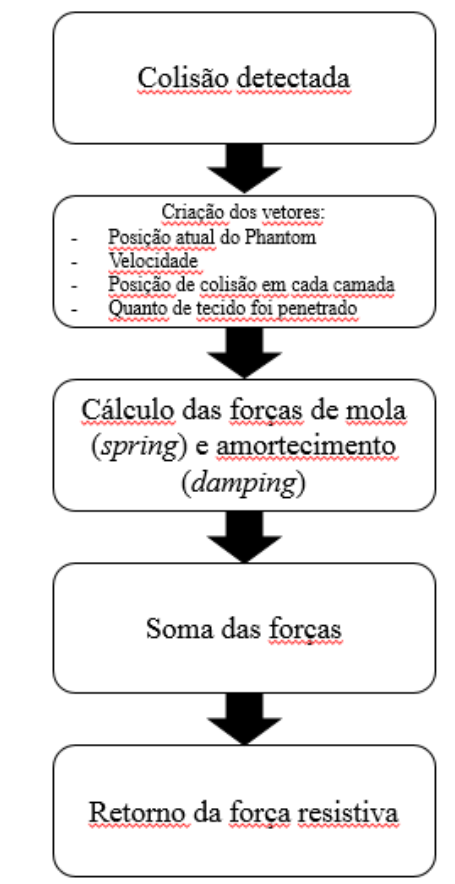 Colisão detectada
Criação dos vetores:
- Posição atual do Phantom
- Velocidade
- Posição de colisão em cada camada
- Quanto de tecido foi penetrado
Cálculo das forças de mola
(spring) e amortecimento
(damping)
Soma das forças
Retorno da força resistiva